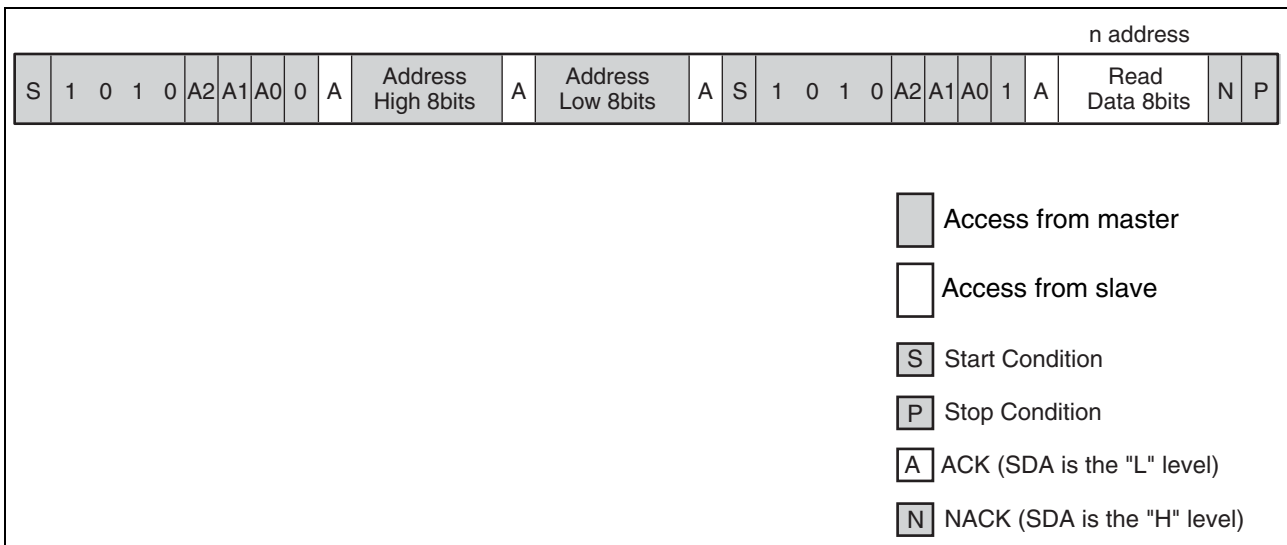 n address
S 1 0 1 0 A2 A1 A0 0 A Address High 8bits A Address Low 8bits A S 1 0 1 0 A2 A1 A0 1 A Read Data 8bits N P
Access from master
Access from slave
S Start Condition
P Stop Condition
A ACK (SDA is the "L" level)
N NACK (SDA is the "H" level)